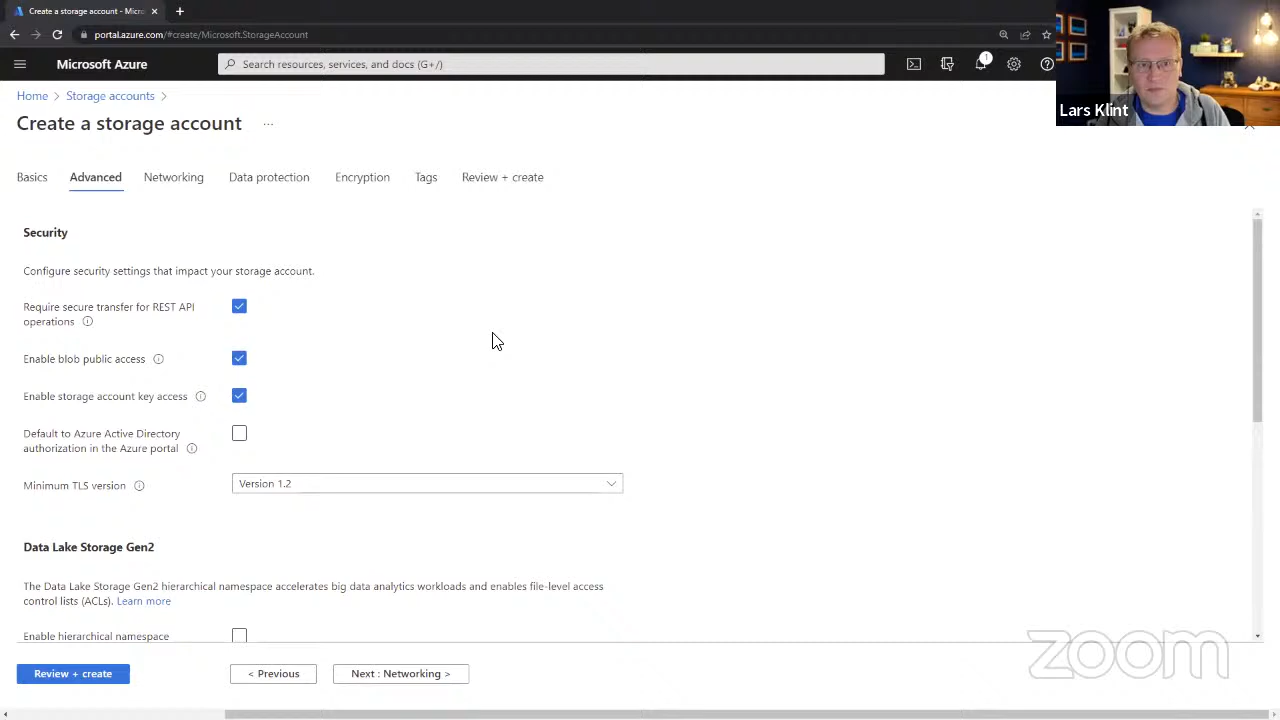 Create a storage account - Micros
portal.azure.com/#create/Microsoft.StorageAccount
Microsoft Azure
Search resources, services, and docs (G+/)
1
Lars Klint
Home > Storage accounts >
Create a storage account ...
Basics Advanced Networking Data protection Encryption Tags Review + create
Security
Configure security settings that impact your storage account.
Require secure transfer for REST API
operations
Enable blob public access
Enable storage account key access
Default to Azure Active Directory
authorization in the Azure portal
Minimum TLS version
Version 1.2
Data Lake Storage Gen2
The Data Lake Storage Gen2 hierarchical namespace accelerates big data analytics workloads and enables file-level access
control lists (ACLs). Learn more
Enable hierarchical namespace
Review + create
< Previous
Next : Networking >
zoom